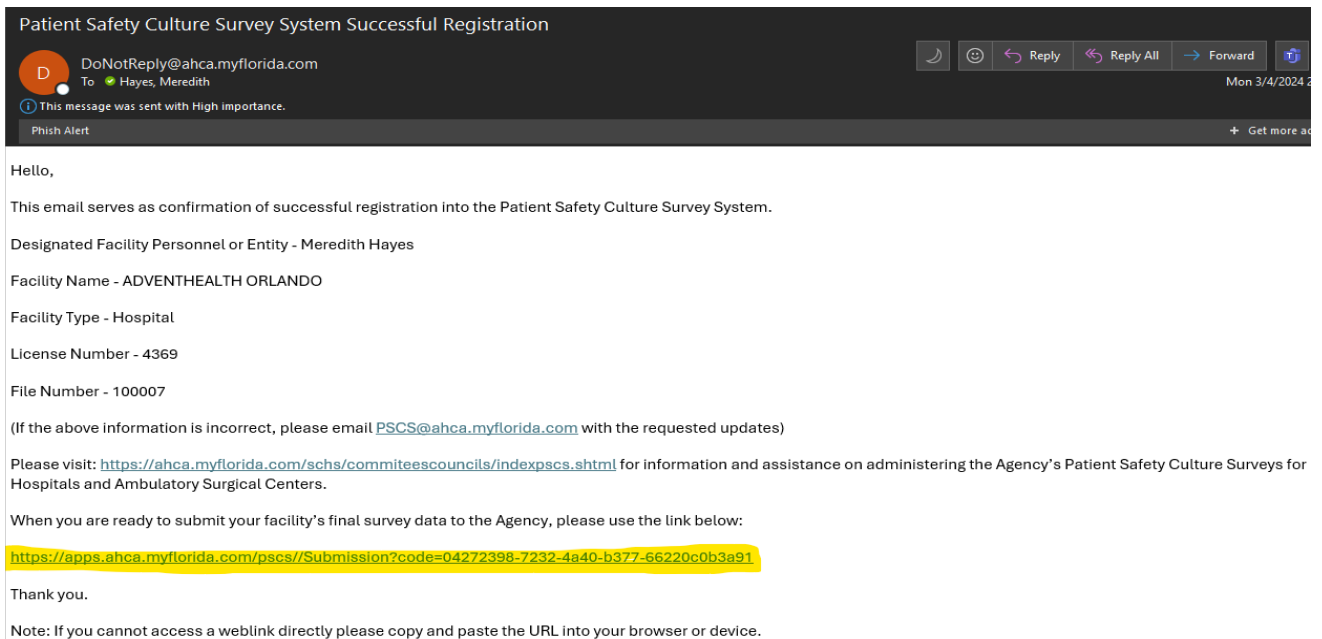 Patient Safety Culture Survey System Successful Registration
D
DoNotReply@ahca.myflorida.com
To Hayes, Meredith
Reply
Reply All
Forward
Mon 3/4/2024 2
This message was sent with High importance.
Phish Alert
+ Get more ad
Hello,
This email serves as confirmation of successful registration into the Patient Safety Culture Survey System.
Designated Facility Personnel or Entity - Meredith Hayes
Facility Name - ADVENTHEALTH ORLANDO
Facility Type - Hospital
License Number - 4369
File Number - 100007
(If the above information is incorrect, please email PSCS@ahca.myflorida.com with the requested updates)
Please visit: https://ahca.myflorida.com/schs/commiteescouncils/indexpscs.shtml for information and assistance on administering the Agency's Patient Safety Culture Surveys for
Hospitals and Ambulatory Surgical Centers.
When you are ready to submit your facility's final survey data to the Agency, please use the link below:
https://apps.ahca.myflorida.com/pscs//Submission?code=04272398-7232-4a40-b377-66220c0b3a91
Thank you.
Note: If you cannot access a weblink directly please copy and paste the URL into your browser or device.